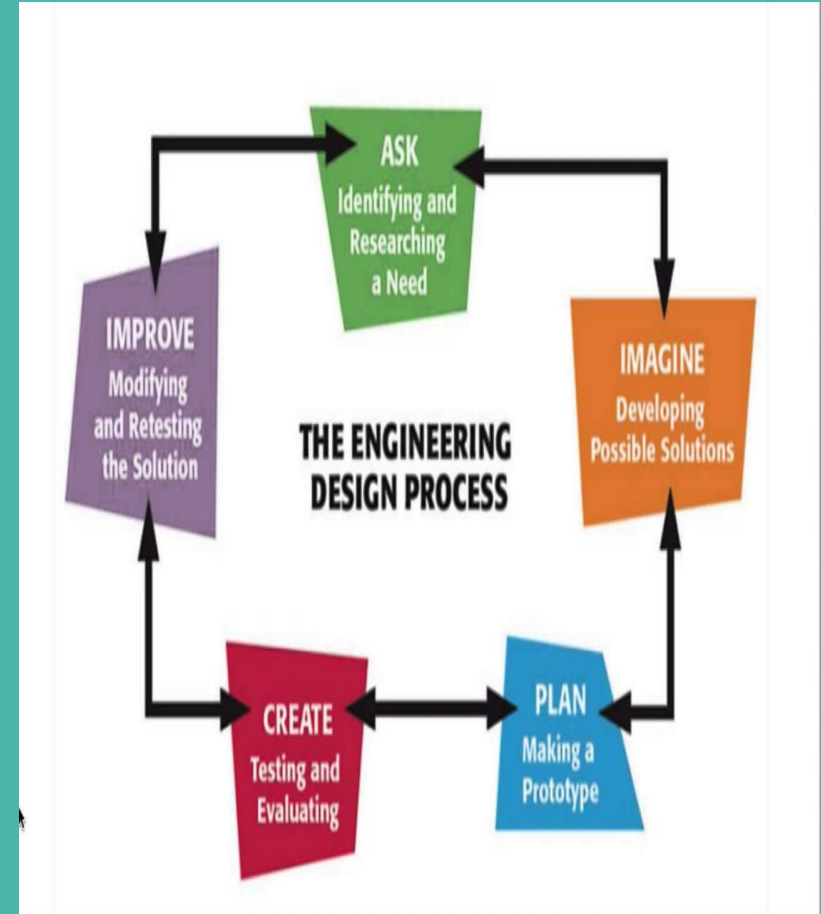 ASK
Identifying and
Researching
a Need
IMAGINE
Developing
Possible Solutions
PLAN
Making a
Prototype
CREATE
Testing and
Evaluating
IMPROVE
Modifying
and Retesting
the Solution
THE ENGINEERING
DESIGN PROCESS